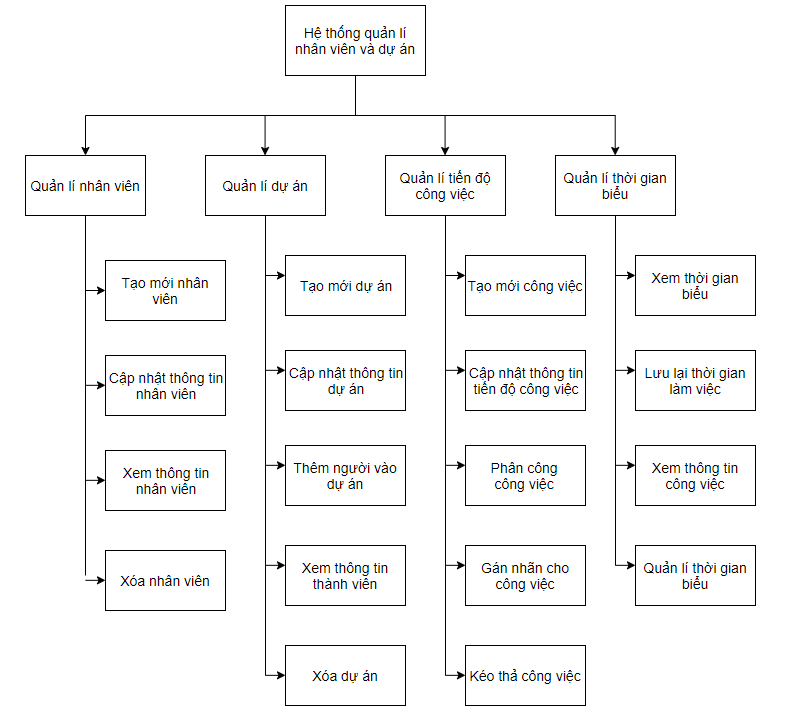 Hệ thống quản lí
nhân viên và dự án
Quản lí nhân viên
Quản lí dự án
Quản lí tiến độ
công việc
Quản lí thời gian
biểu
Tạo mới nhân
viên
Cập nhật thông tin
nhân viên
Xem thông tin
nhân viên
Xóa nhân viên
Tạo mới dự án
Cập nhật thông tin
dự án
Thêm người vào
dự án
Xem thông tin
thành viên
Xóa dự án
Tạo mới công việc
Cập nhật thông tin
tiến độ công việc
Phân công
công việc
Gán nhãn cho
công việc
Kéo thả công việc
Xem thời gian
biểu
Lưu lại thời gian
làm việc
Xem thông tin
công việc
Quản lí thời gian
biểu